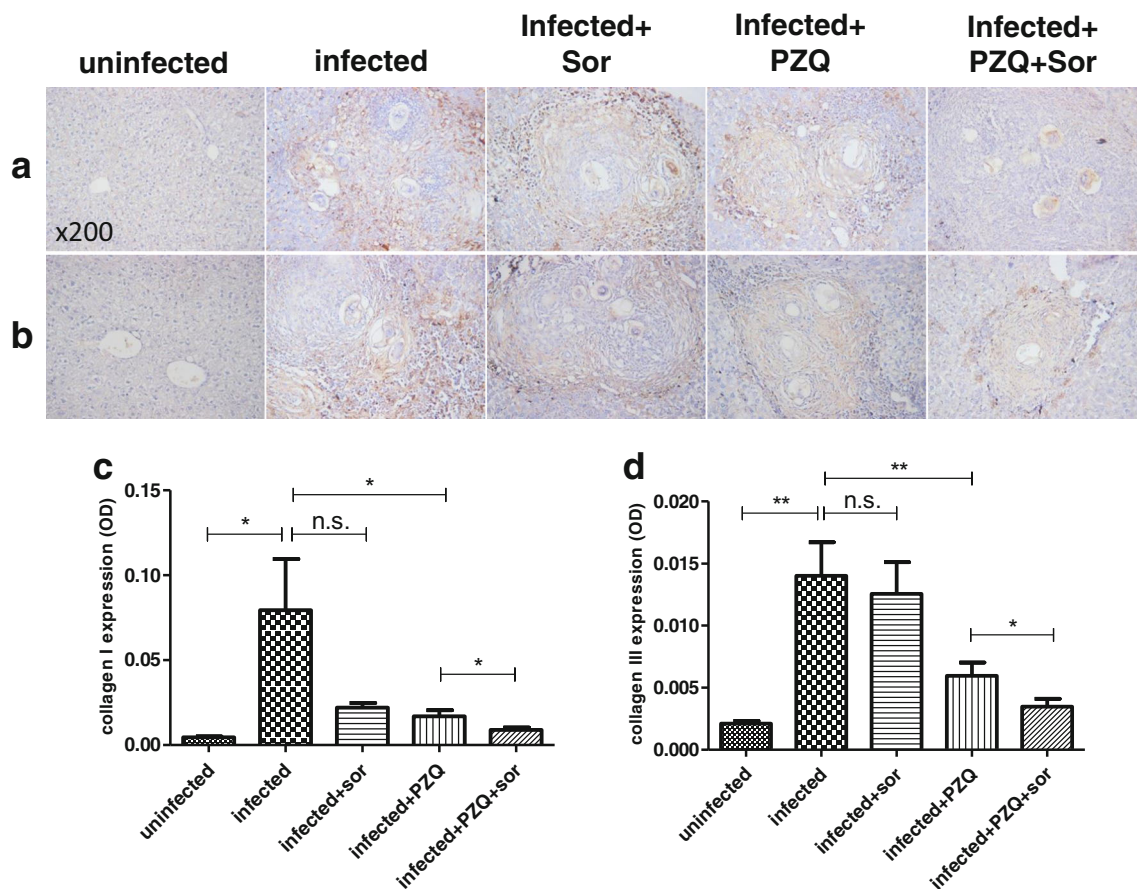 uninfected
infected
Infected+
Sor
Infected+
PZQ
Infected+
PZQ+Sor
a
x200
b
c
collagen I expression (OD)
0.15
0.10
0.05
0.00
*
n.s.
*
*
uninfected
infected
infected+sor
infected+PZQ
infected+PZQ+sor
d
collagen III expression (OD)
0.020
0.015
0.010
0.005
0.000
**
n.s.
**
*
uninfected
infected
infected+sor
infected+PZQ
infected+PZQ+sor